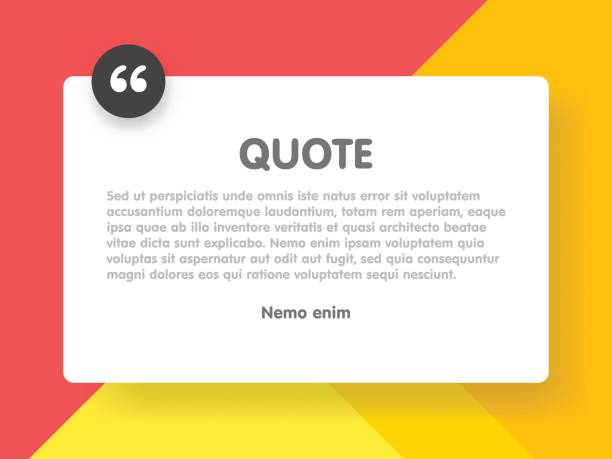 “
QUOTE
Sed ut perspiciatis unde omnis iste natus error sit voluptatem
accusantium doloremque laudantium, totam rem aperiam, eaque
ipsa quae ab illo inventore veritatis et quasi architecto beatae
vitae dicta sunt explicabo. Nemo enim ipsam voluptatem quia
voluptas sit aspernatur aut odit aut fugit, sed quia consequuntur
magni dolores eos qui ratione voluptatem sequi nesciunt.
Nemo enim